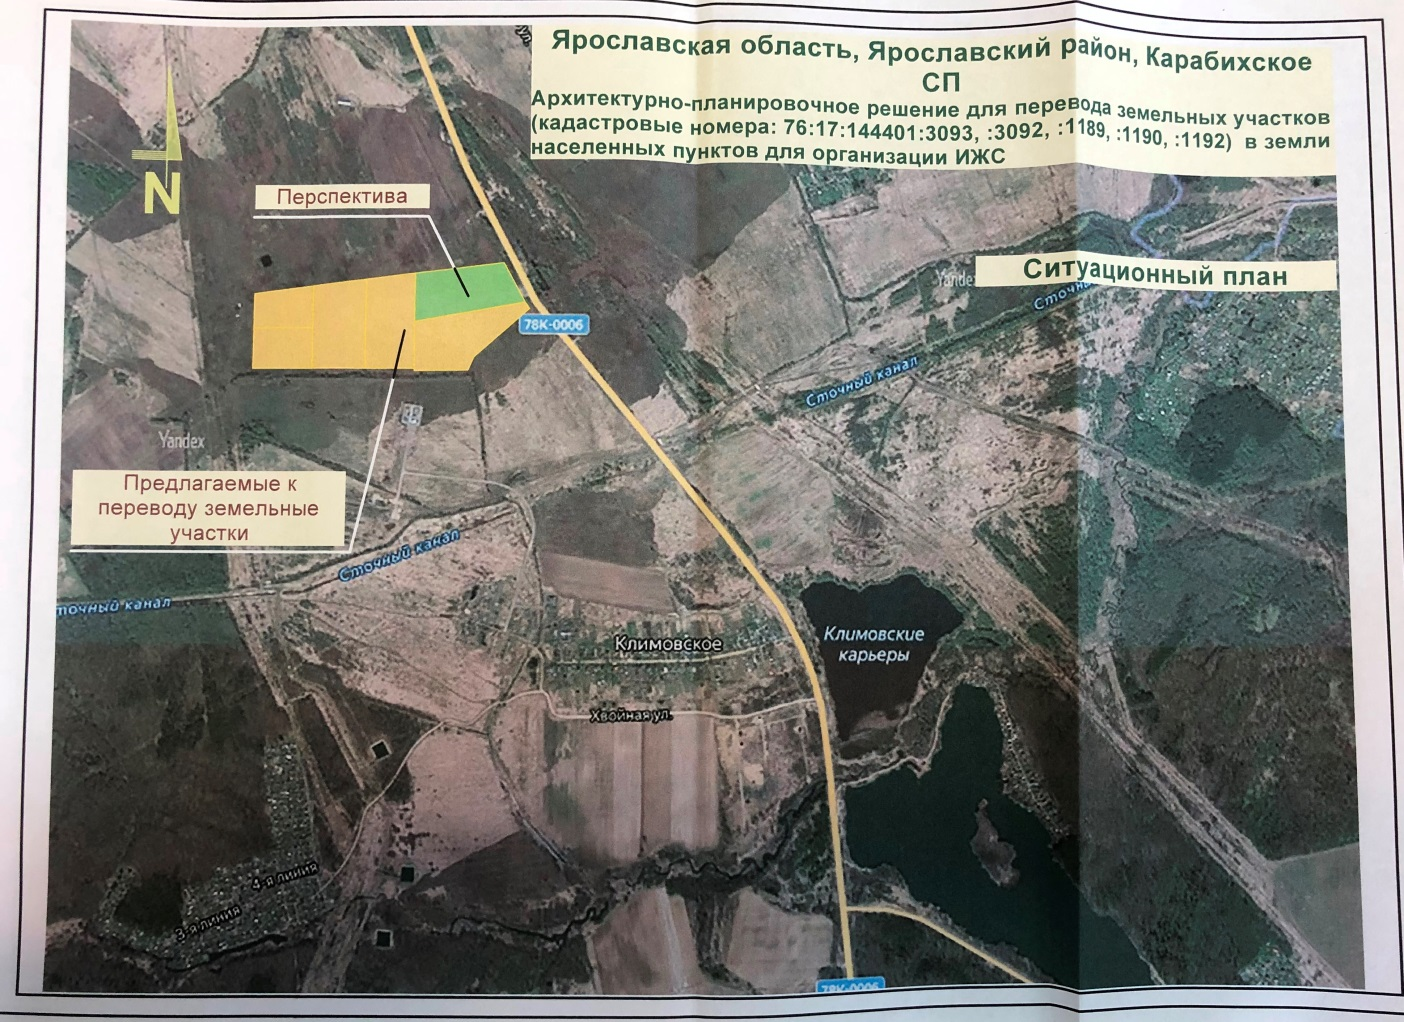 Ярославская область, Ярославский район, Карабихское
СП
Архитектурно-планировочное решение для перевода земельных участков
(кадастровые номера: 76:17:144401:3093, :3092, :1189, :1190, :1192) в земли
населенных пунктов для организации ИЖС
N
Перспектива
Ситуационный план
Yandex
Сточный
78К-0006
Сточный канал
Yandex
Предлагаемые к
переводу земельные
участки
Сточный канал
точный канал
Климовское
Климовские
карьеры
Хвойная ул.
4-я линия
3-я линия
78К-0006